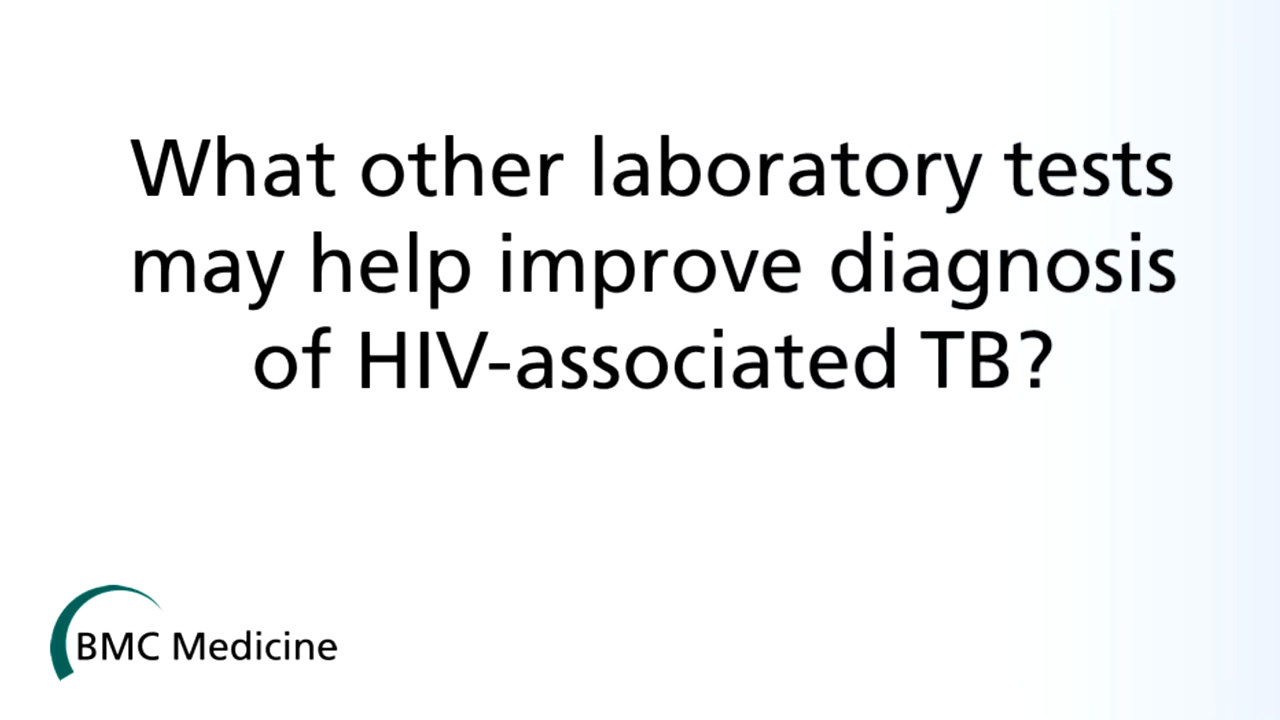 What other laboratory tests
may help improve diagnosis
of HIV-associated TB?
BMC Medicine